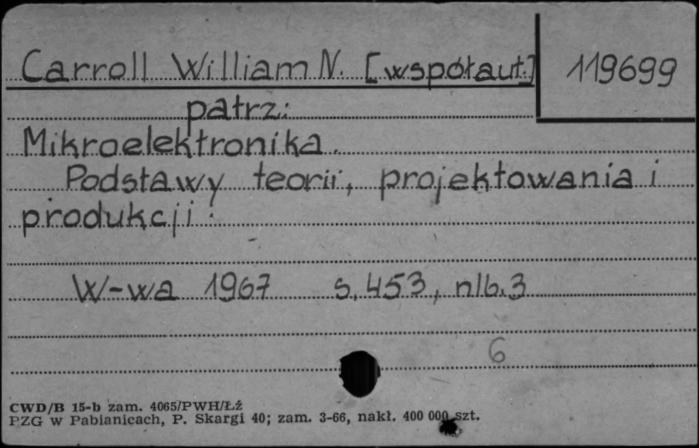 Carroll William N. [współaut.] 119699
patrz:
Mikroelektronika.
Podstawy teorii, projektowania i
produkcji.
W-wa 1967 s. 453, nlb. 3
6
CWD/B 15-b zam. 4065/PWH/Łź
PZG w Pabianicach, P. Skargi 40; zam. 3-66, nakł. 400 000 szt.